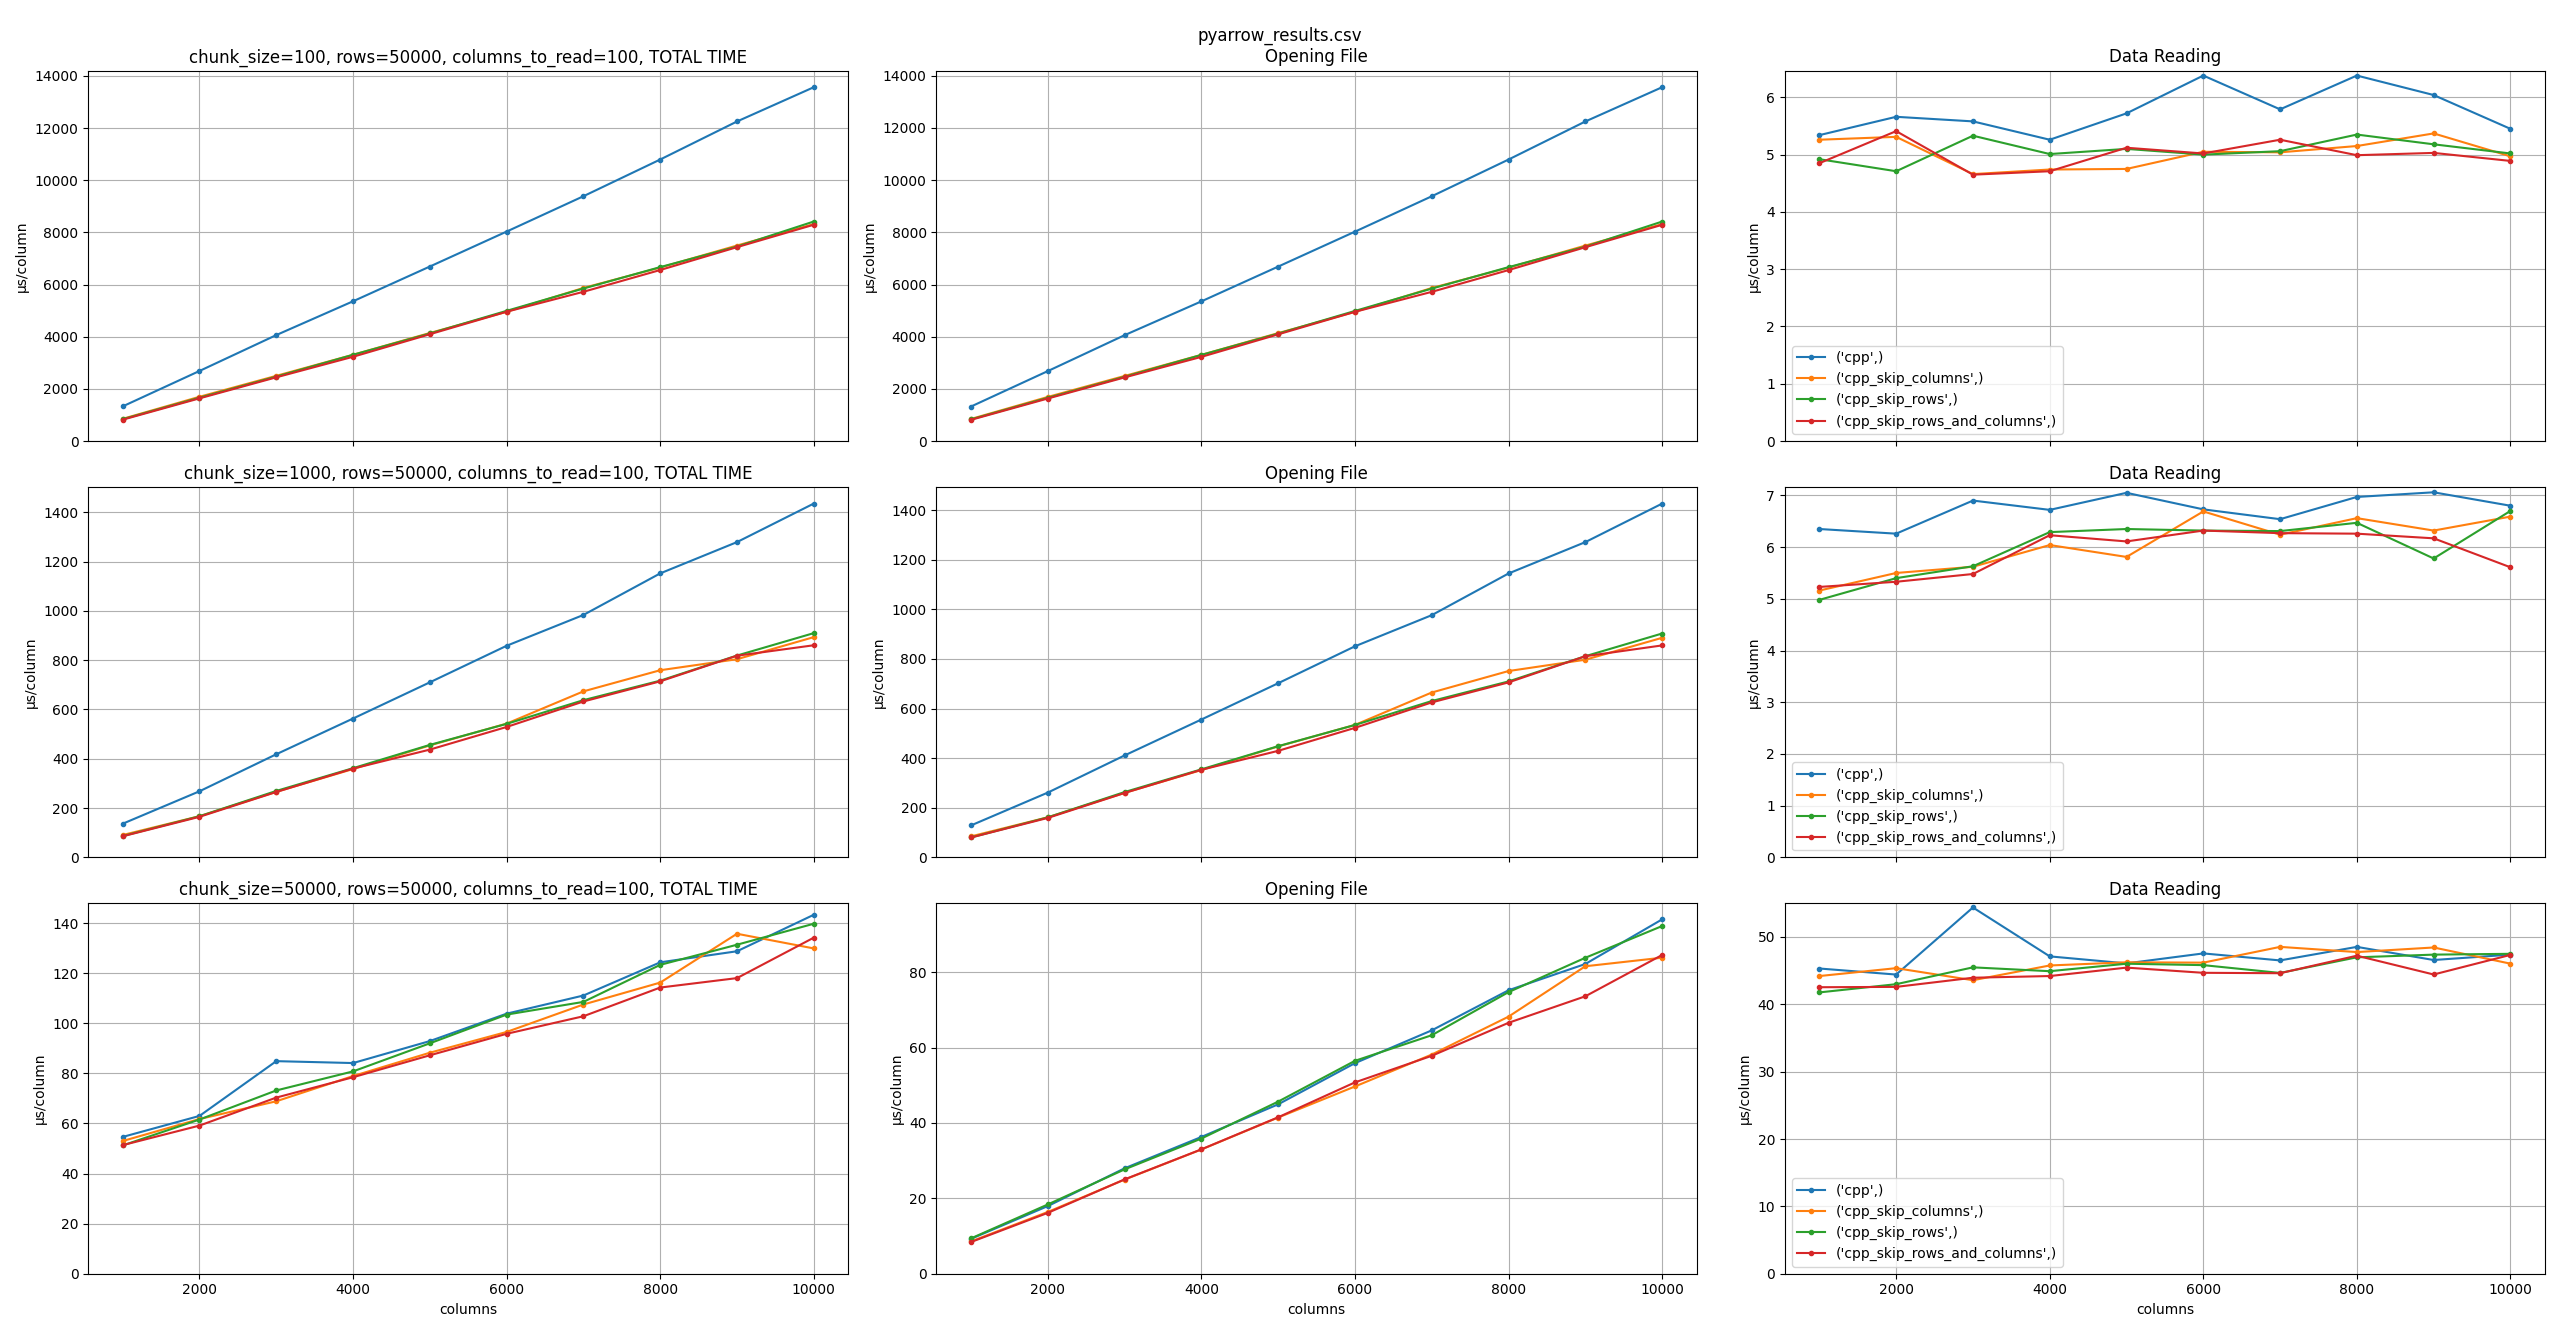 pyarrow_results.csv
chunk_size=100, rows=50000, columns_to_read=100, TOTAL TIME
14000
12000
10000
8000
6000
4000
2000
0
µs/column
Opening File
14000
12000
10000
8000
6000
4000
2000
0
µs/column
Data Reading
6
5
4
3
2
1
0
µs/column
('cpp',)
('cpp_skip_columns',)
('cpp_skip_rows',)
('cpp_skip_rows_and_columns',)
chunk_size=1000, rows=50000, columns_to_read=100, TOTAL TIME
1400
1200
1000
800
600
400
200
0
µs/column
Opening File
1400
1200
1000
800
600
400
200
0
µs/column
Data Reading
7
6
5
4
3
2
1
0
µs/column
('cpp',)
('cpp_skip_columns',)
('cpp_skip_rows',)
('cpp_skip_rows_and_columns',)
chunk_size=50000, rows=50000, columns_to_read=100, TOTAL TIME
140
120
100
80
60
40
20
0
µs/column
2000 4000 6000 8000 10000
columns
Opening File
80
60
40
20
0
µs/column
2000 4000 6000 8000 10000
columns
Data Reading
50
40
30
20
10
0
µs/column
('cpp',)
('cpp_skip_columns',)
('cpp_skip_rows',)
('cpp_skip_rows_and_columns',)
2000 4000 6000 8000 10000
columns